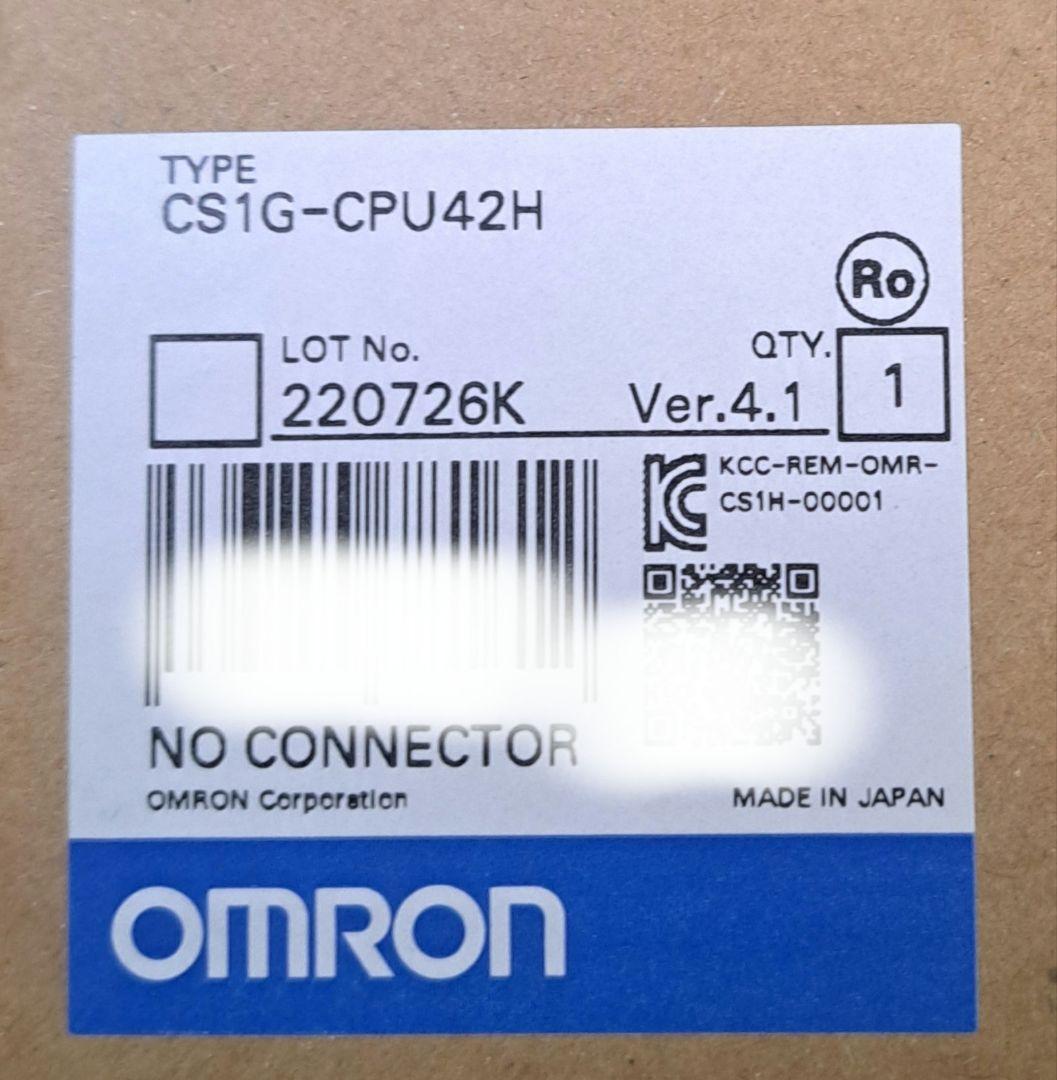 TYPE
CS1G-CPU42H
Ro
LOT No.
QTY.
220726K
Ver.4.1
1
KCC-REM-OMR-
CS1H-00001
NO CONNECTOR
OMRON Corporation
MADE IN JAPAN
OMRON